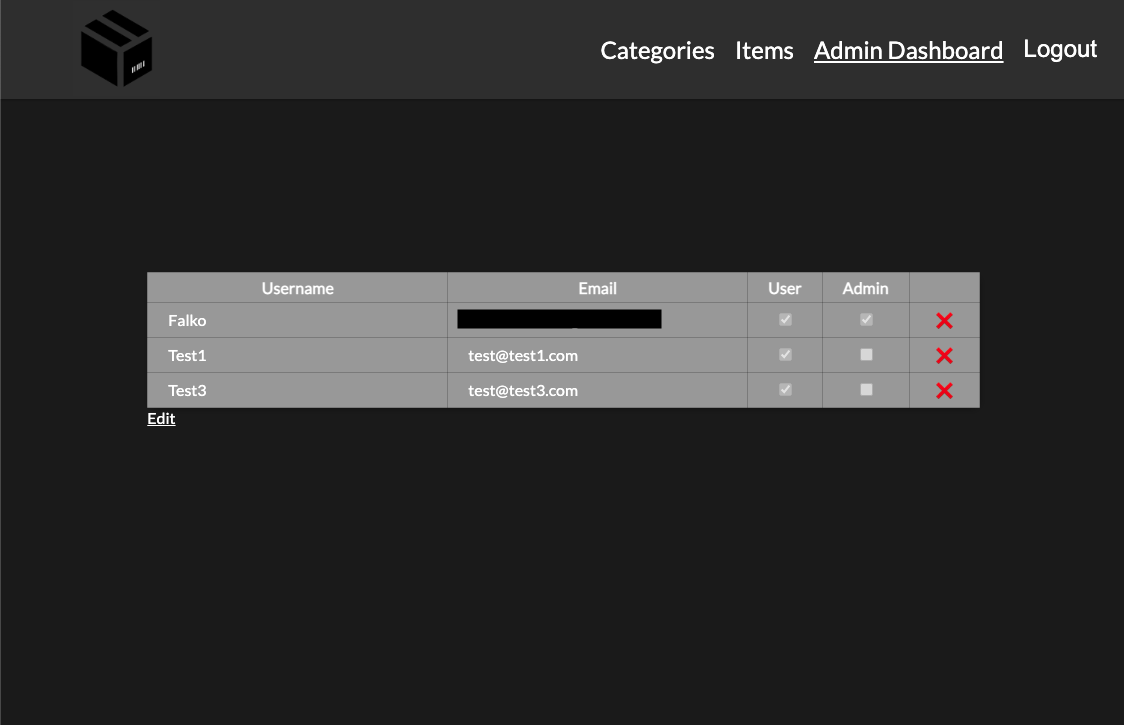 Categories Items Admin Dashboard Logout
Username Email User Admin
Falko
Test1 test@test1.com
Test3 test@test3.com
Edit